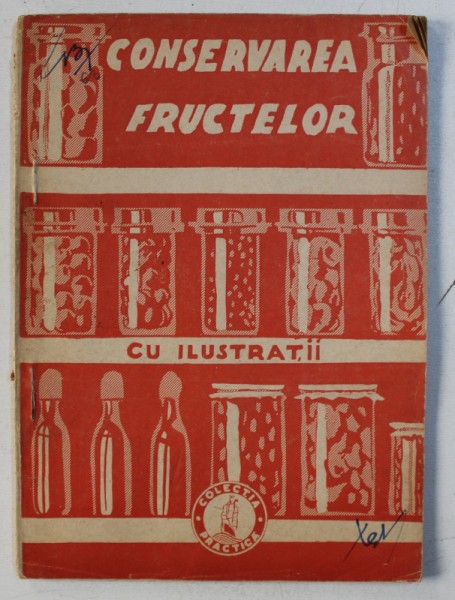 CONSERVAREA
FRUCTELOR
CU ILUSTRAȚII
COLECȚIA
PRACTICA